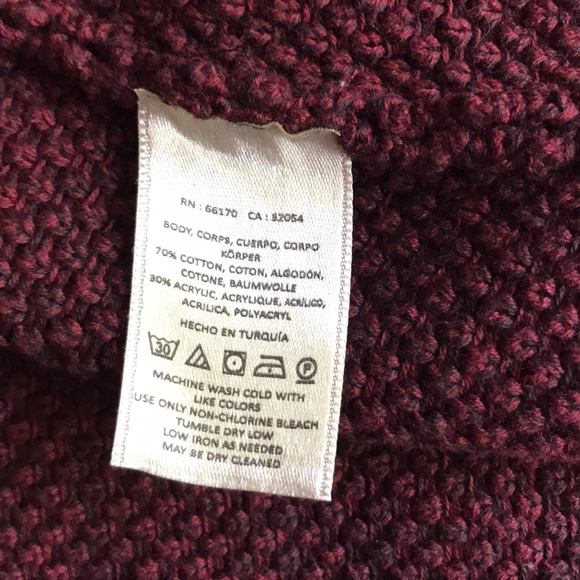 RN : 66170 CA : 32054
BODY, CORPS, CUERPO, CORPO
KÖRPER
70% COTTON, COTON, ALGODÓN,
COTONE, BAUMWOLLE
30% ACRYLIC, ACRYLIQUE, ACRÍLICO,
ACRILICA, POLYACRYL
HECHO EN TURQUÍA
30 P
MACHINE WASH COLD WITH
LIKE COLORS
USE ONLY NON-CHLORINE BLEACH
TUMBLE DRY LOW
LOW IRON AS NEEDED
MAY BE DRY CLEANED